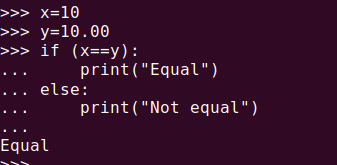 >>> x=10
>>> y=10.00
>>> if (x==y):
...     print("Equal")
... else:
...     print("Not equal")
...
Equal
>>>